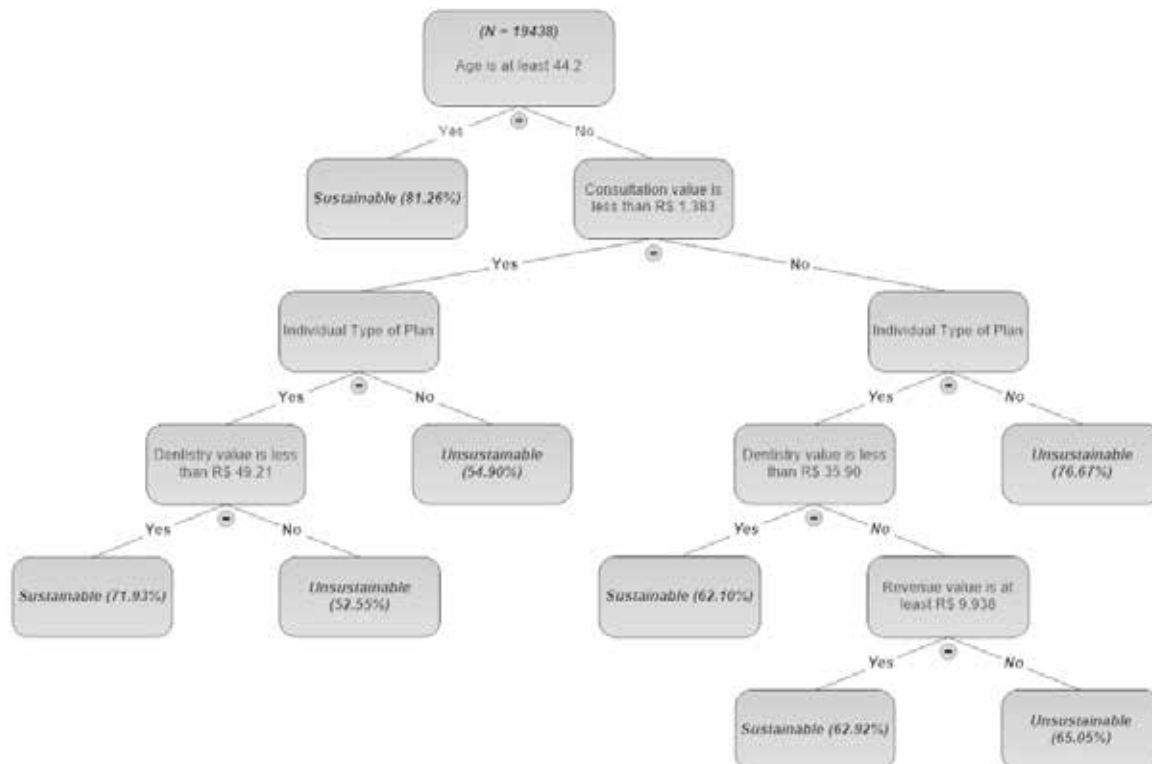 (N = 19438)
Age is at least 44.2
Yes
No
Sustainable (81.26%)
Consultation value is
less than R$ 1,383
Yes
No
Individual Type of Plan
Individual Type of Plan
Yes
No
Yes
No
Dentistry value is less
than R$ 49.21
Unsustainable
(54.90%)
Dentistry value is less
than R$ 35.90
Unsustainable
(76.67%)
Yes
No
Yes
No
Sustainable (71.93%)
Unsustainable
(52.55%)
Sustainable (62.10%)
Revenue value is at
least R$ 9,938
Yes
No
Sustainable (62.92%)
Unsustainable
(65.05%)